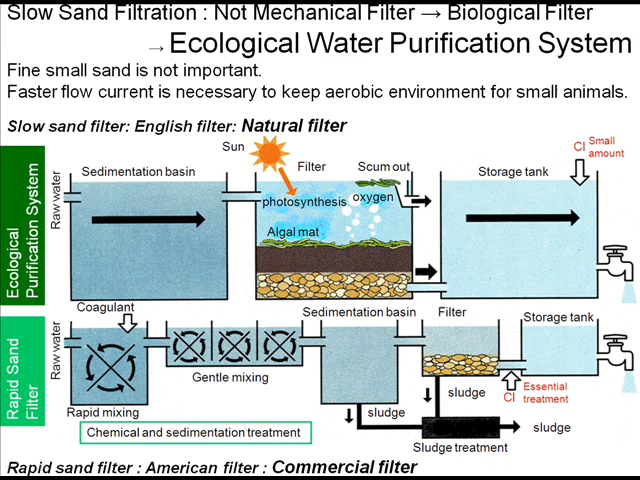 Slow Sand Filtration : Not Mechanical Filter → Biological Filter
→ Ecological Water Purification System
Fine small sand is not important.
Faster flow current is necessary to keep aerobic environment for small animals.
Slow sand filter: English filter: Natural filter
Ecological
Purification System
Raw water
Sedimentation basin
Sun
Filter
Scum out
photosynthesis
oxygen
Algal mat
Storage tank
Cl
Small
amount
Rapid Sand
Filter
Raw water
Coagulant
Rapid mixing
Gentle mixing
Sedimentation basin
Filter
Storage tank
Cl
Essential
treatment
sludge
sludge
sludge
Sludge treatment
Chemical and sedimentation treatment
Rapid sand filter : American filter : Commercial filter